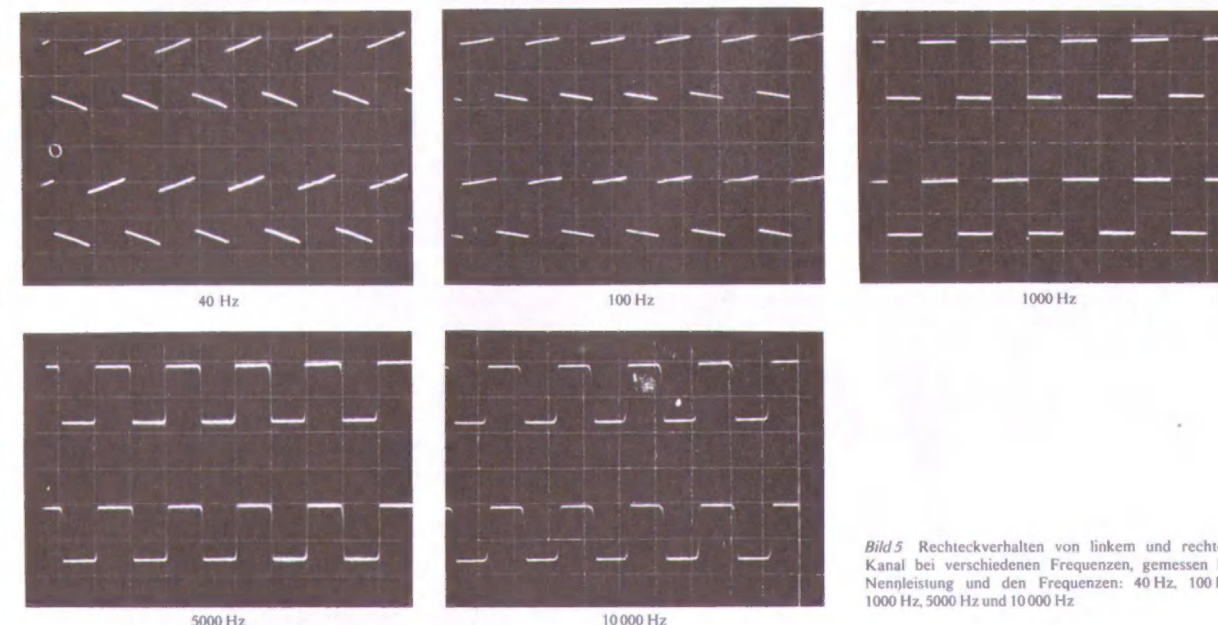 40 Hz
100 Hz
1000 Hz
5000 Hz
10 000 Hz
Bild 5 Rechteckverhalten von linkem und
Kanal bei verschiedenen Frequenzen, gemessen
Nennleistung und den Frequenzen: 40 Hz, 100
1000 Hz, 5000 Hz und 10 000 Hz